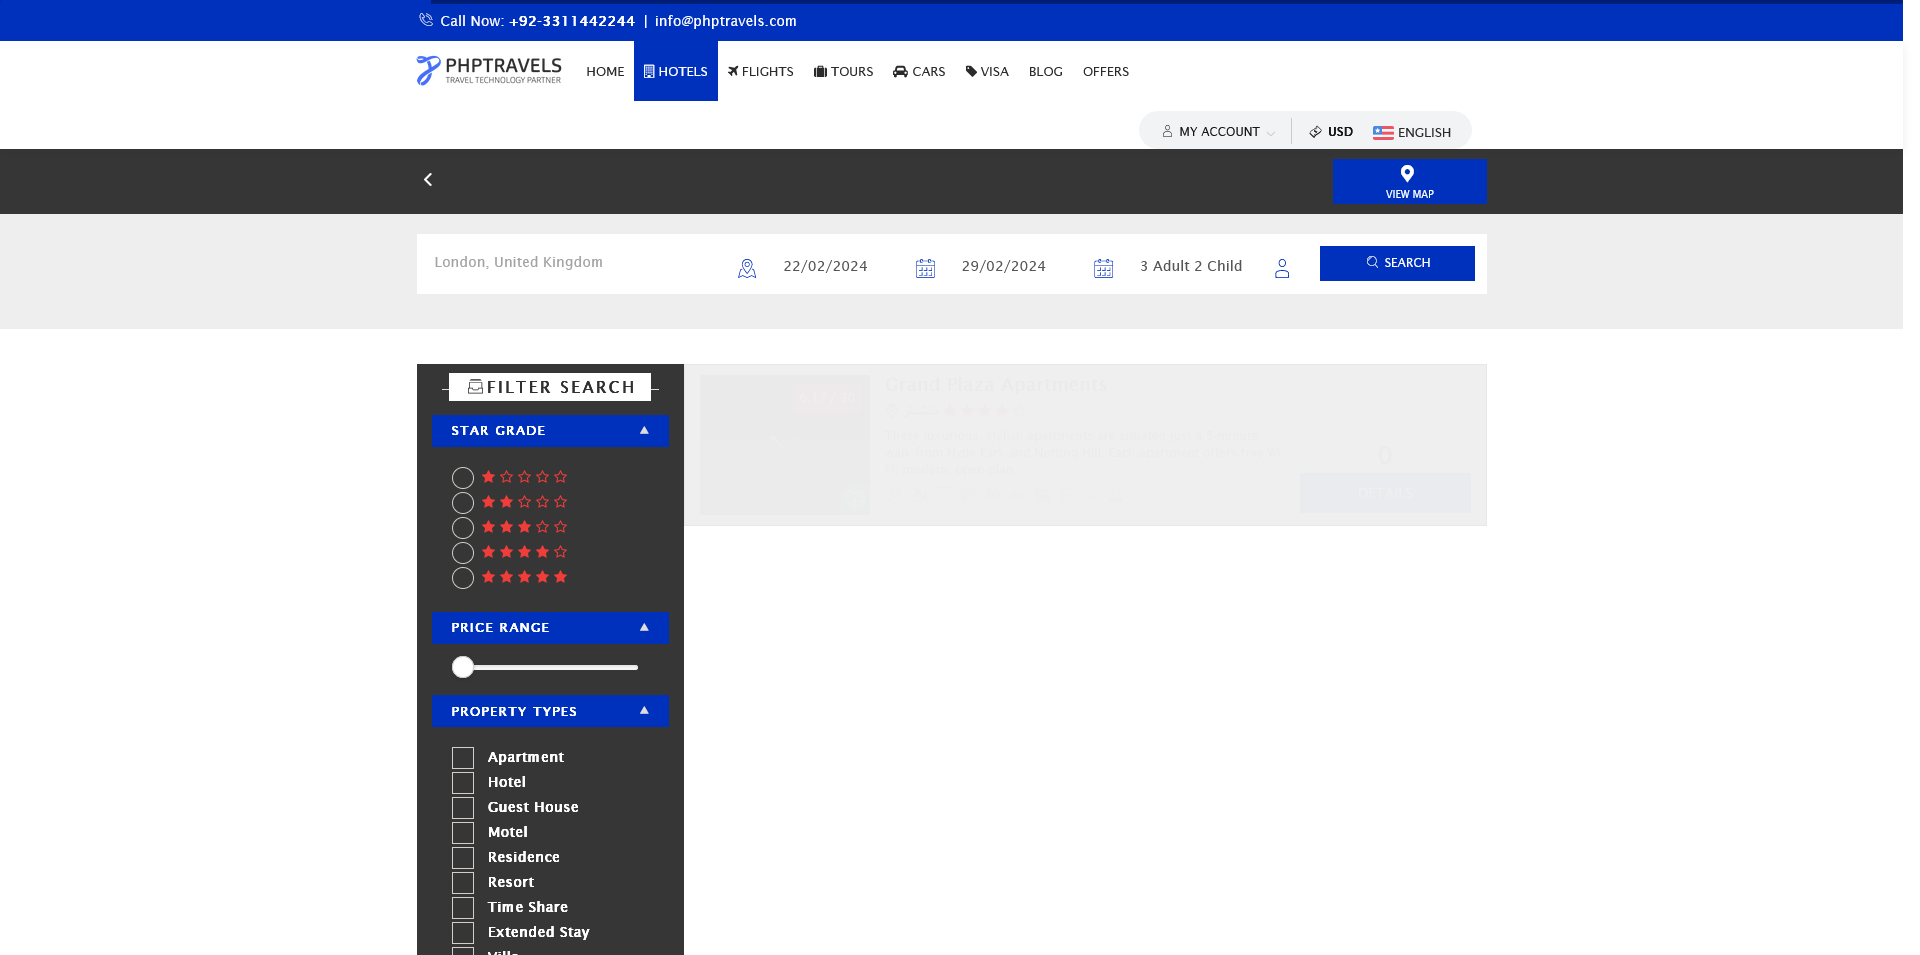 Call Now: +92-3311442244 | info@phptravels.com
PHPTRAVELS
TRAVEL TECHNOLOGY PARTNER
HOME HOTELS FLIGHTS TOURS CARS VISA BLOG OFFERS
MY ACCOUNT USD ENGLISH
VIEW MAP
London, United Kingdom 22/02/2024 29/02/2024 3 Adult 2 Child SEARCH
FILTER SEARCH
Grand Plaza Apartments
STAR GRADE
0
DETAILS
PRICE RANGE
PROPERTY TYPES
Apartment
Hotel
Guest House
Motel
Residence
Resort
Time Share
Extended Stay
Villa